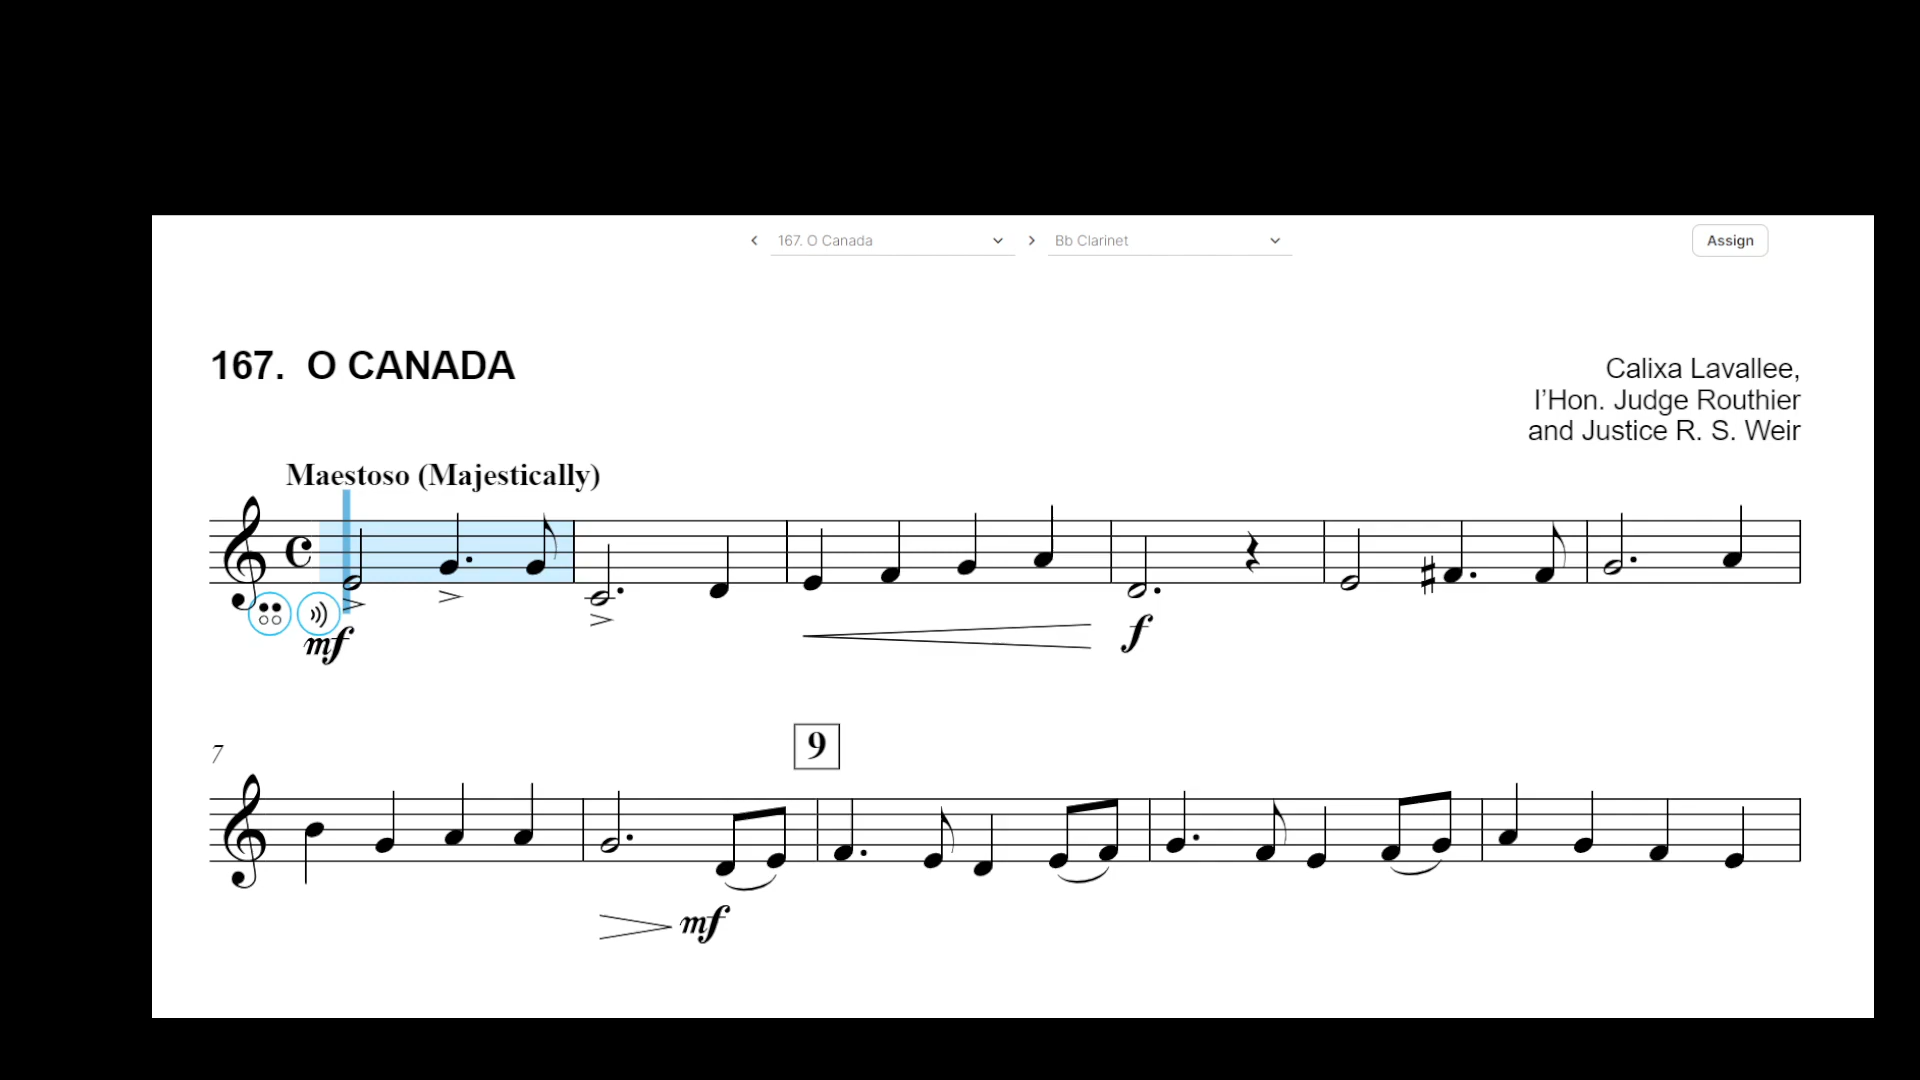 167. O Canada
Bb Clarinet
Assign
167. O CANADA
Calixa Lavallee,
l’Hon. Judge Routhier
and Justice R. S. Weir
Maestoso (Majestically)
mf
f
7
9
mf